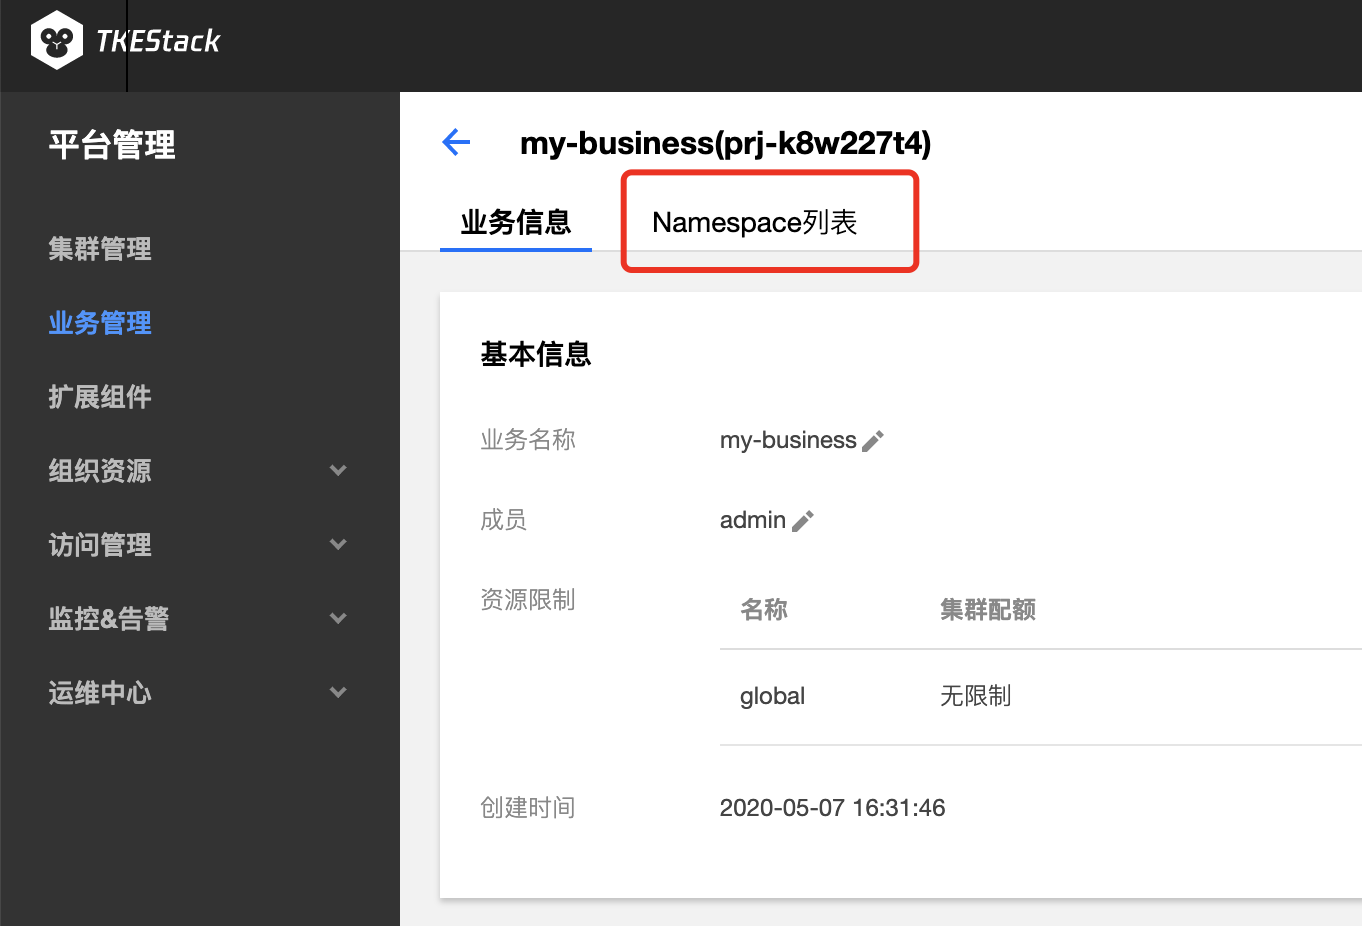 TKEStack
平台管理
集群管理
业务管理
扩展组件
组织资源
访问管理
监控&告警
运维中心
my-business(prj-k8w227t4)
业务信息 Namespace列表
基本信息
业务名称 my-business
成员 admin
资源限制 名称 集群配额
global 无限制
创建时间 2020-05-07 16:31:46